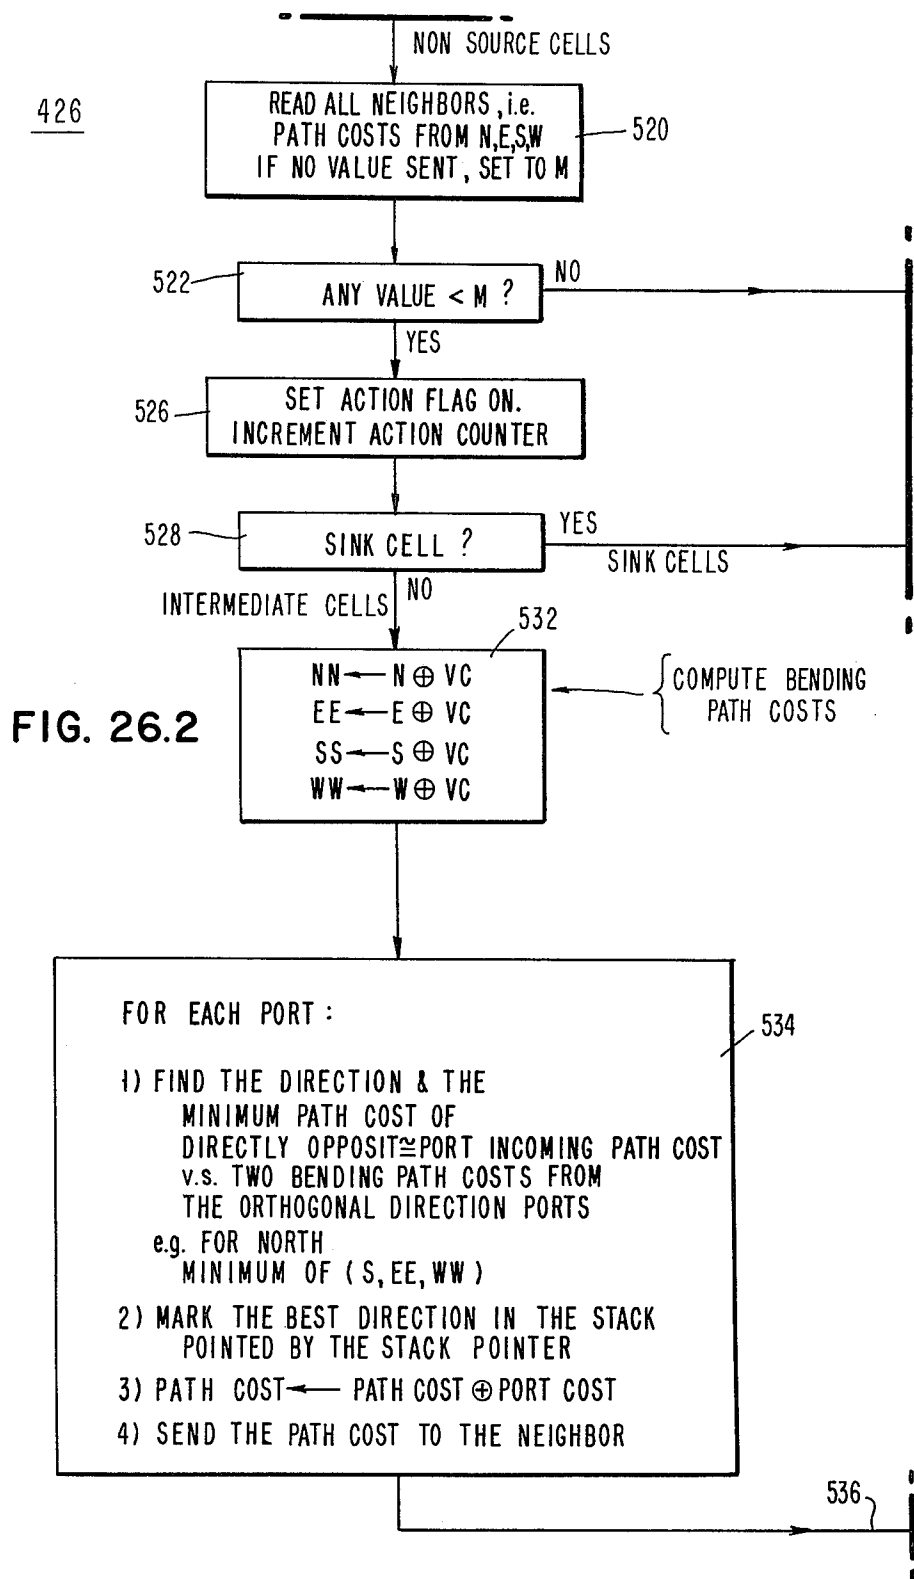 NON SOURCE CELLS
426
READ ALL NEIGHBORS, i.e.
PATH COSTS FROM N,E,S,W
IF NO VALUE SENT, SET TO M
520
522
ANY VALUE < M ?
NO
YES
526
SET ACTION FLAG ON.
INCREMENT ACTION COUNTER
528
SINK CELL ?
YES
SINK CELLS
NO
INTERMEDIATE CELLS
532
NN ← N ⊕ VC
EE ← E ⊕ VC
SS ← S ⊕ VC
WW ← W ⊕ VC
COMPUTE BENDING
PATH COSTS
FIG. 26.2
FOR EACH PORT :
534
1) FIND THE DIRECTION & THE
MINIMUM PATH COST OF
DIRECTLY OPPOSIT≅PORT INCOMING PATH COST
v.s. TWO BENDING PATH COSTS FROM
THE ORTHOGONAL DIRECTION PORTS
e.g. FOR NORTH
MINIMUM OF (S, EE, WW)
2) MARK THE BEST DIRECTION IN THE STACK
POINTED BY THE STACK POINTER
3) PATH COST ← PATH COST ⊕ PORT COST
4) SEND THE PATH COST TO THE NEIGHBOR
536